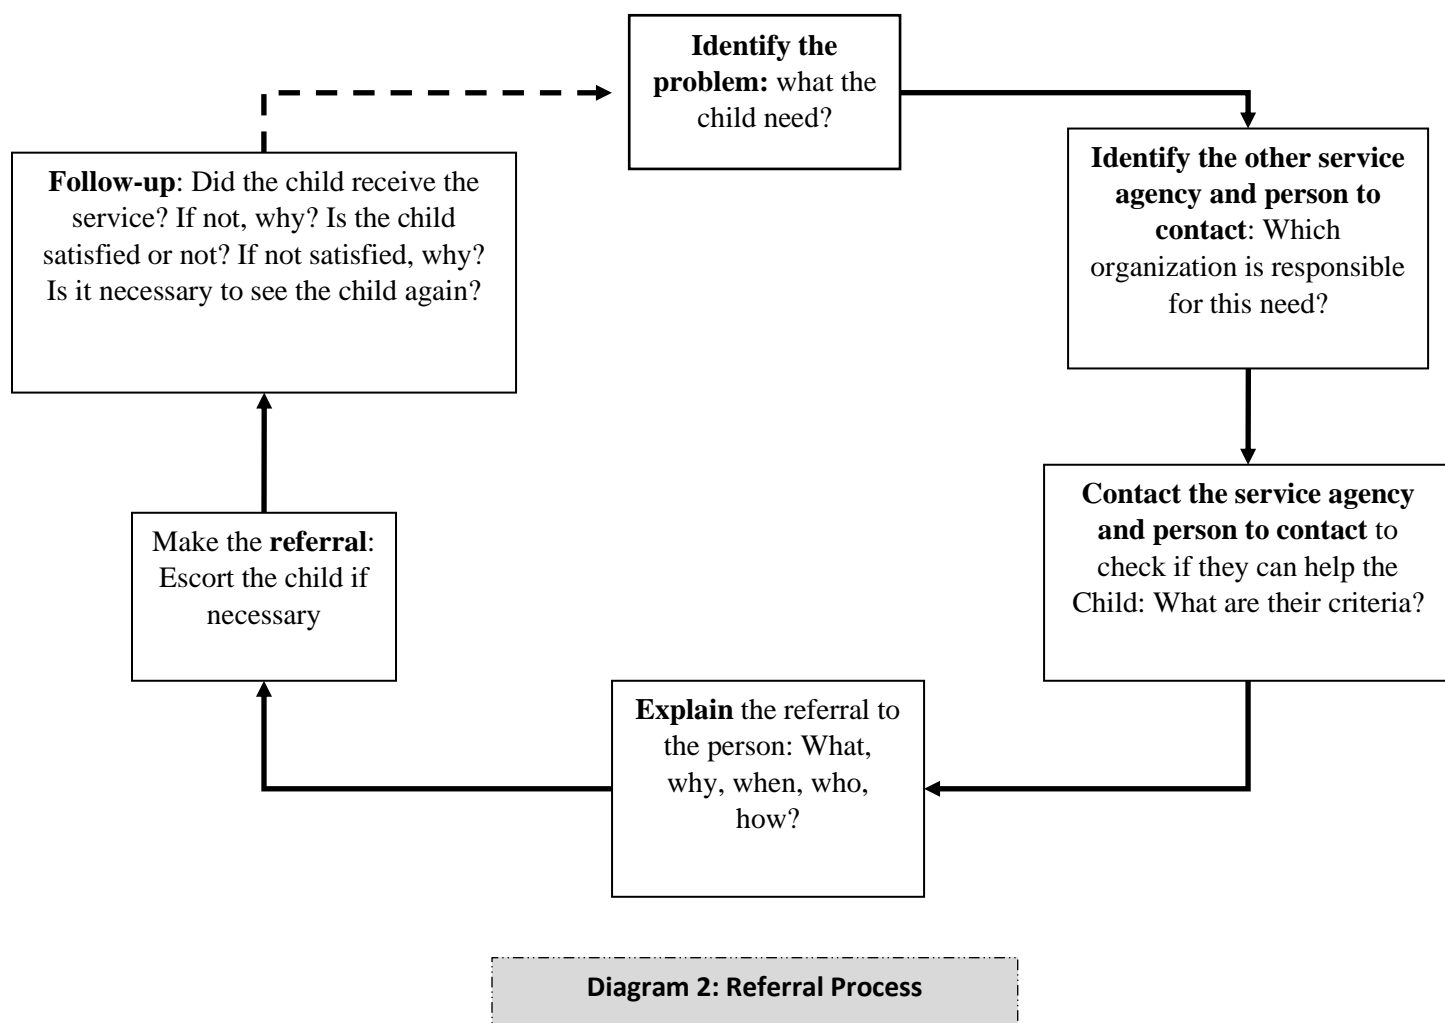 Identify the
problem: what the
child need?
Identify the other service
agency and person to
contact: Which
organization is responsible
for this need?
Contact the service agency
and person to contact to
check if they can help the
Child: What are their criteria?
Explain the referral to
the person: What,
why, when, who,
how?
Make the referral:
Escort the child if
necessary
Follow-up: Did the child receive the
service? If not, why? Is the child
satisfied or not? If not satisfied, why?
Is it necessary to see the child again?
Diagram 2: Referral Process